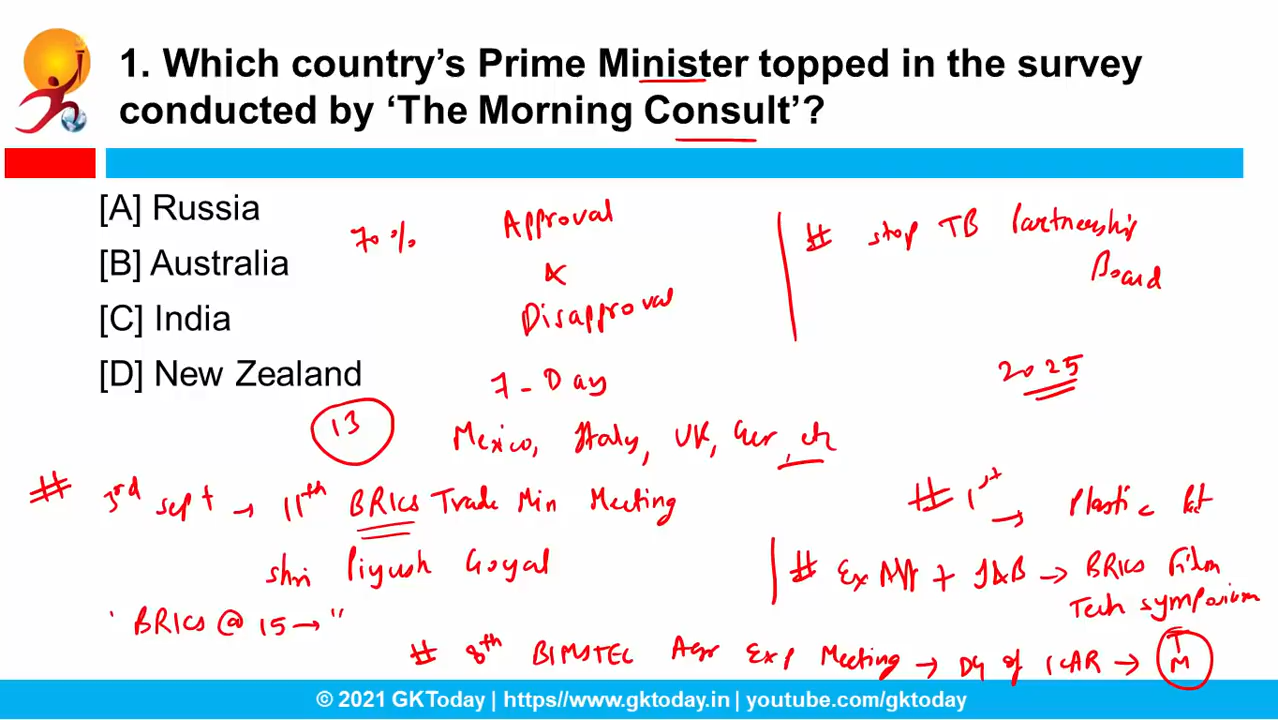 1. Which country’s Prime Minister topped in the survey
conducted by ‘The Morning Consult’?
[A] Russia
[B] Australia
[C] India
[D] New Zealand
70%
Approval
&
Disapproval
7-Day
# Stop TB Partnership
Board
2025
13
Mexico, Italy, UK, Ger, etc
# 3rd Sept → 11th BRICS Trade Min Meeting
Shri Piyush Goyal
"BRICS @ 15 → "
# 1st → Plastic
# → BRICS Film
Tech Symposium
# 8th BIMSTEC Agr Exp Meeting → DG of ICAR → TM
© 2021 GKToday | https//www.gktoday.in | youtube.com/gktoday